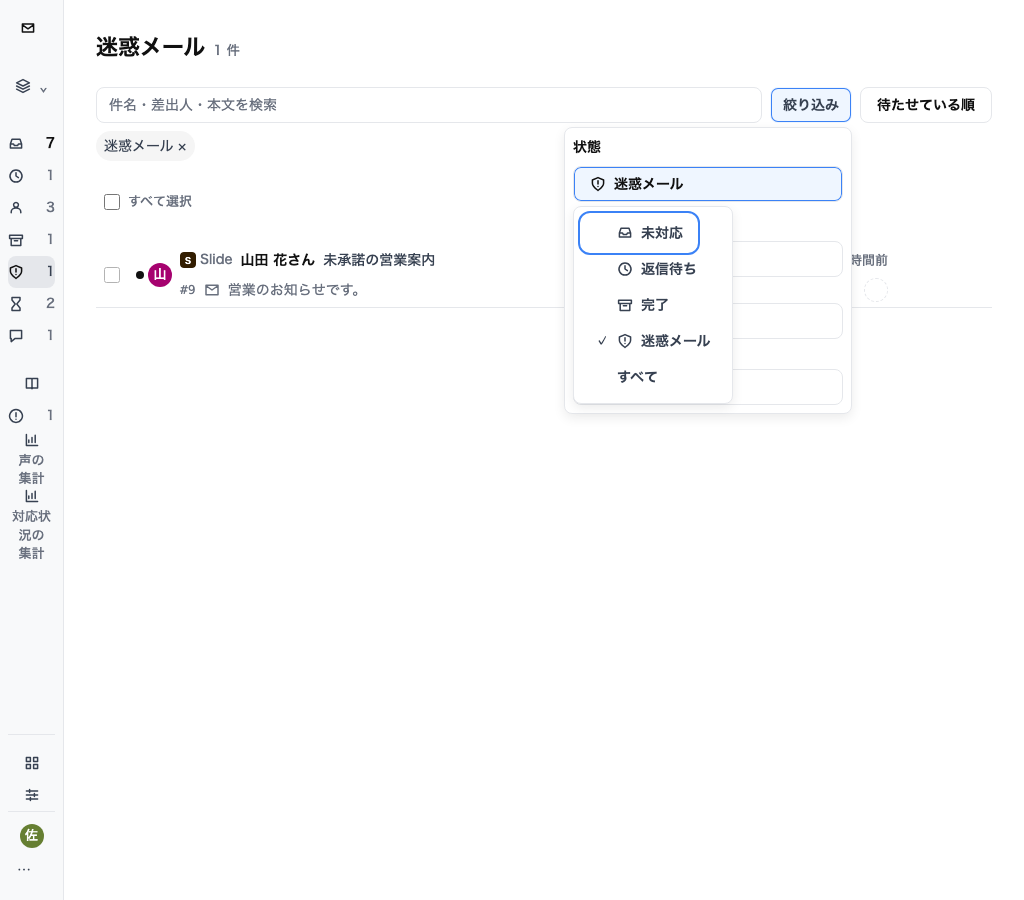 迷惑メール 1 件
件名・差出人・本文を検索
絞り込み
待たせている順
迷惑メール ×
状態
迷惑メール
すべて選択
未対応
返信待ち
完了
✓ 迷惑メール
すべて
山
s Slide 山田 花さん 未承諾の営業案内
時間前
#9 営業のお知らせです。
7
1
3
1
1
2
1
1
声の
集計
対応状
況の
集計
佐
…